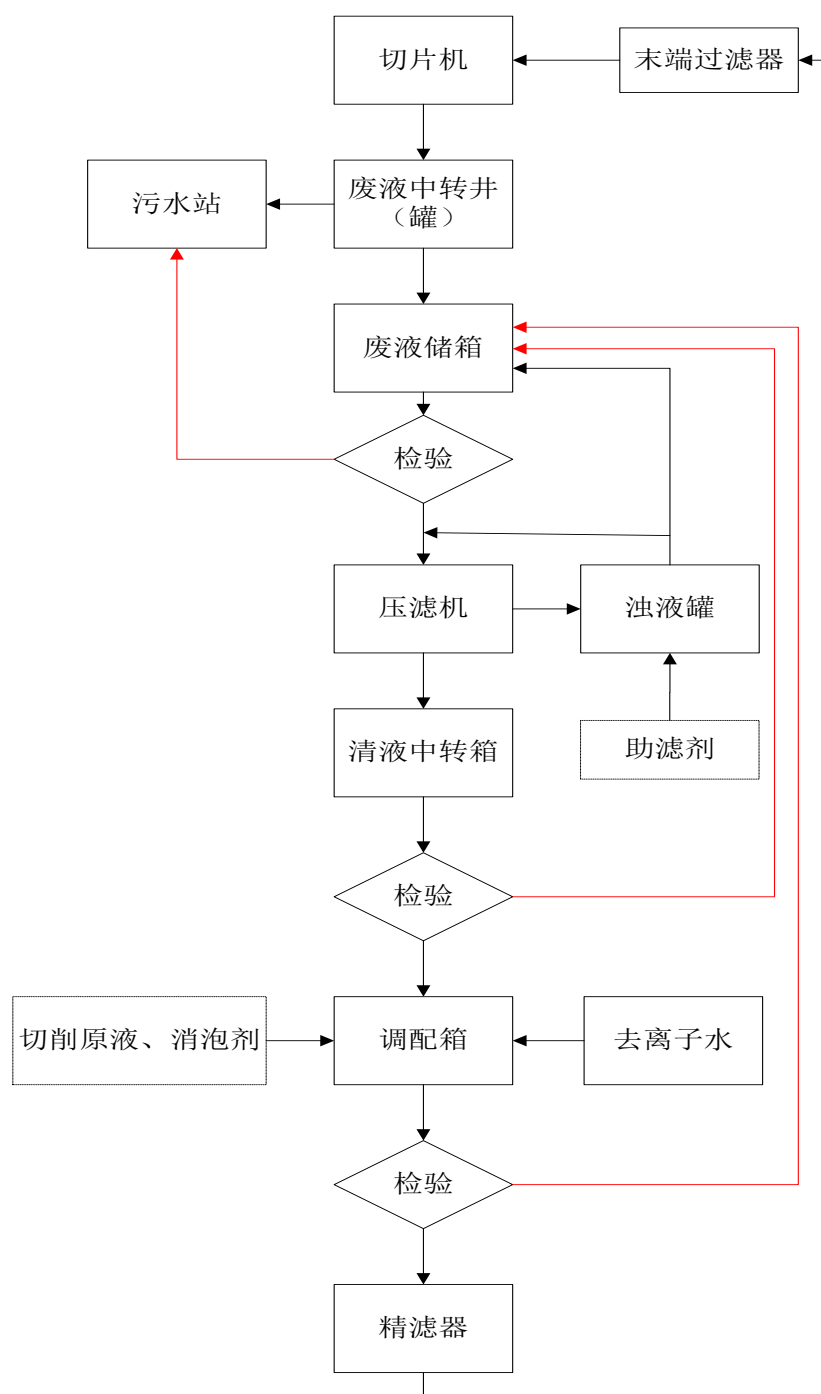 切片机
末端过滤器
污水站
废液中转井
（罐）
废液储箱
检验
压滤机
浊液罐
清液中转箱
助滤剂
检验
切削原液、消泡剂
调配箱
去离子水
检验
精滤器